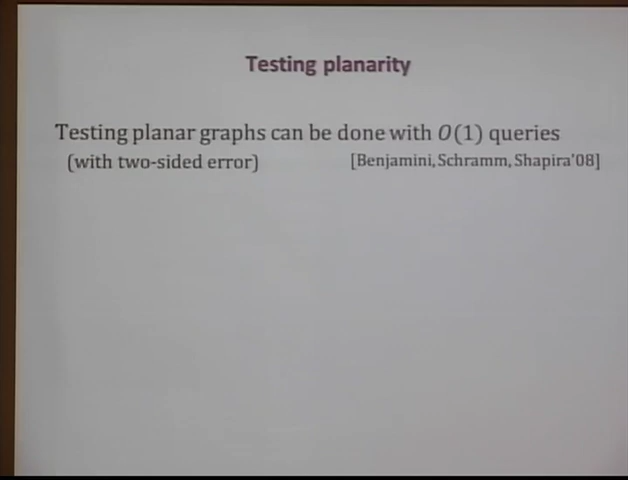 Testing planarity
Testing planar graphs can be done with O(1) queries
(with two-sided error) [Benjamini, Schramm, Shapira'08]